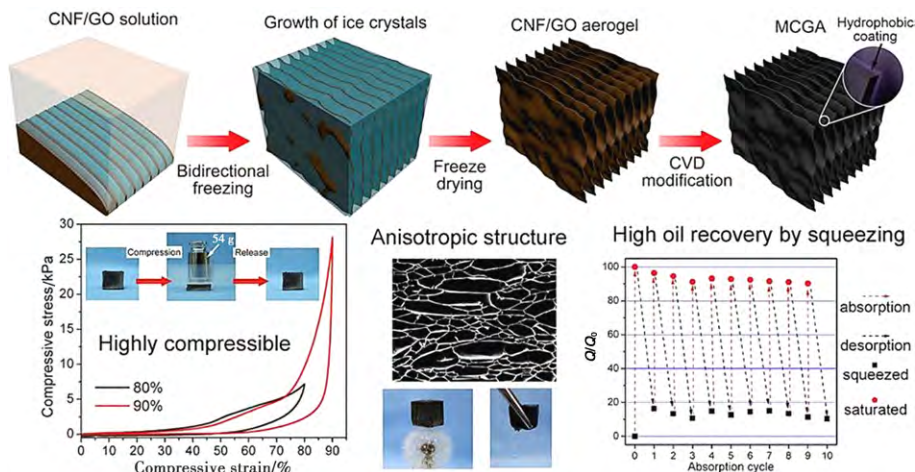 CNF/GO solution
Growth of ice crystals
CNF/GO aerogel
MCGA
Hydrophobic
coating
Bidirectional
freezing
Freeze
drying
CVD
modification
Compressive stress/kPa
30
25
20
15
10
5
0
Compression
54 g
Release
Highly compressible
80%
90%
0 10 20 30 40 50 60 70 80 90
Compressive strain/%
Anisotropic structure
High oil recovery by squeezing
Q/Q₀
100
80
60
40
20
0
absorption
desorption
squeezed
saturated
0 1 2 3 4 5 6 7 8 9 10
Absorption cycle